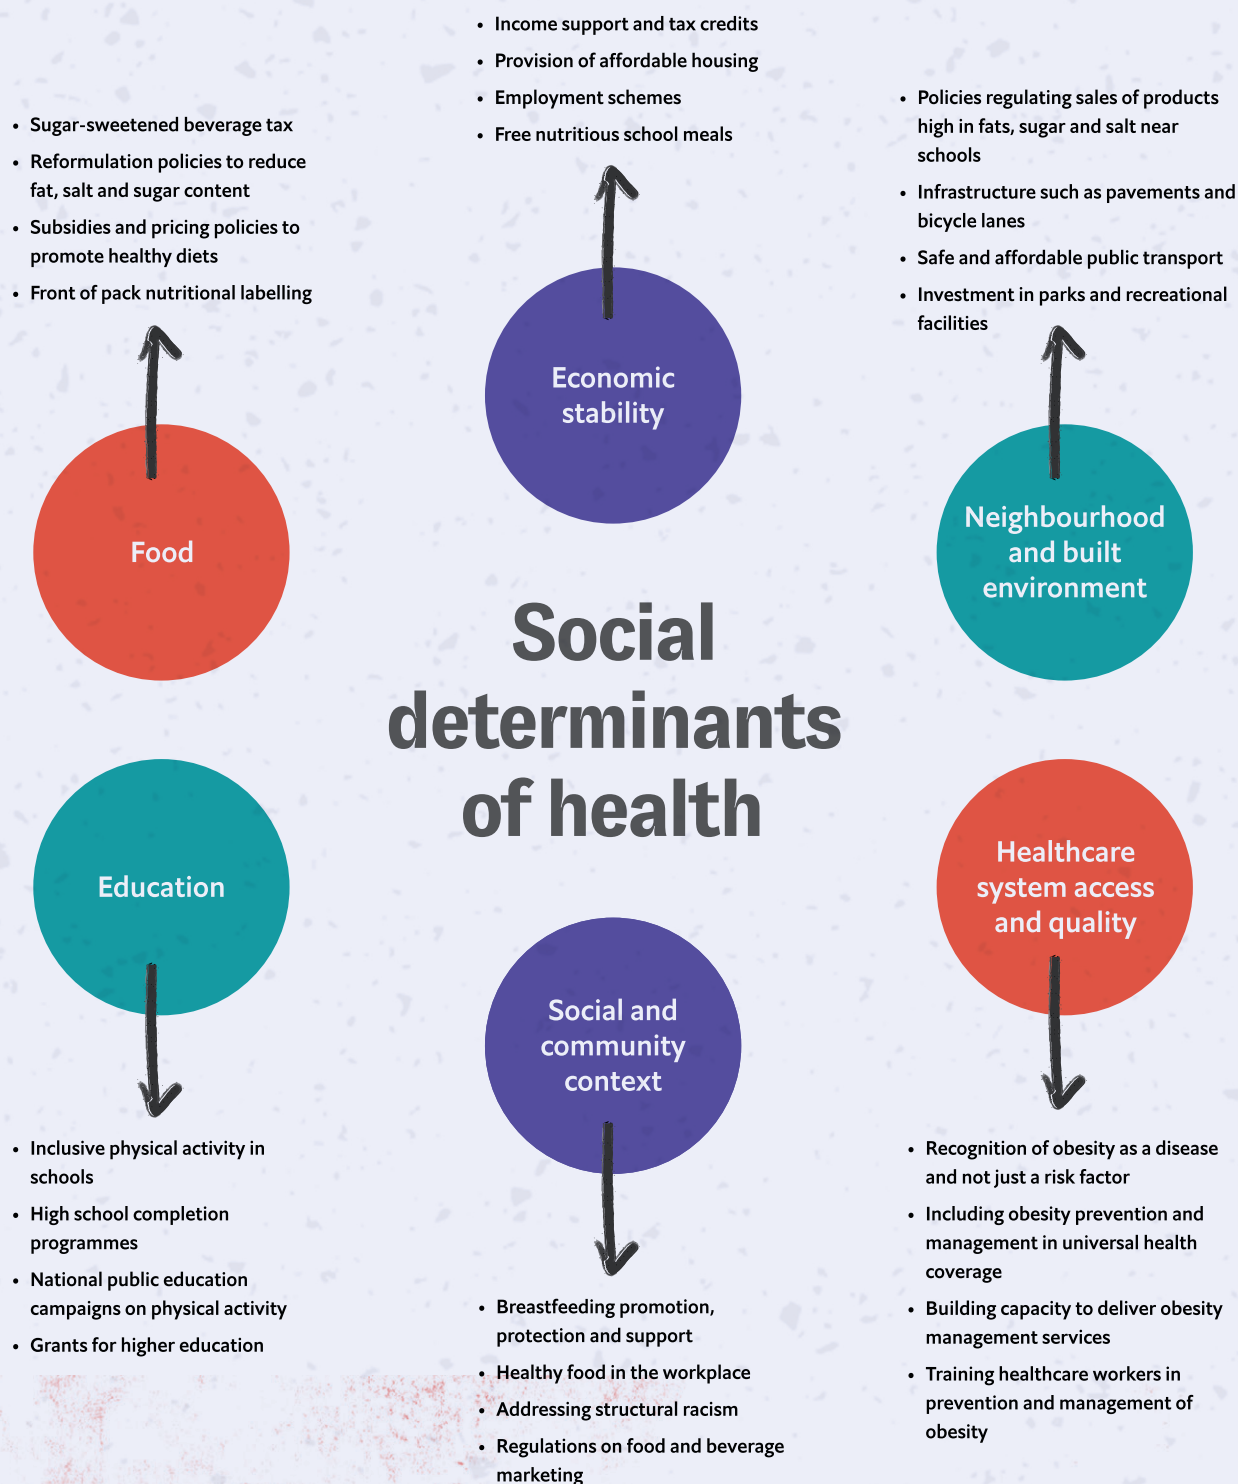 • Income support and tax credits
• Provision of affordable housing
• Employment schemes
• Free nutritious school meals
• Sugar-sweetened beverage tax
• Reformulation policies to reduce
fat, salt and sugar content
• Subsidies and pricing policies to
promote healthy diets
• Front of pack nutritional labelling
• Policies regulating sales of products
high in fats, sugar and salt near
schools
• Infrastructure such as pavements and
bicycle lanes
• Safe and affordable public transport
• Investment in parks and recreational
facilities
Economic
stability
Food
Neighbourhood
and built
environment
Social
determinants
of health
Education
Healthcare
system access
and quality
Social and
community
context
• Inclusive physical activity in
schools
• High school completion
programmes
• National public education
campaigns on physical activity
• Grants for higher education
• Breastfeeding promotion,
protection and support
• Healthy food in the workplace
• Addressing structural racism
• Regulations on food and beverage
marketing
• Recognition of obesity as a disease
and not just a risk factor
• Including obesity prevention and
management in universal health
coverage
• Building capacity to deliver obesity
management services
• Training healthcare workers in
prevention and management of
obesity